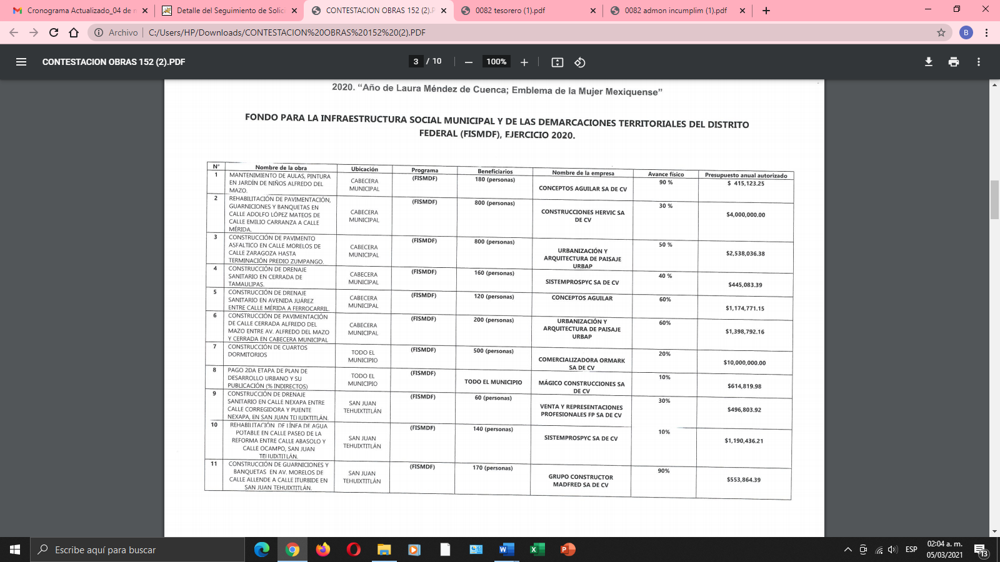 Cronograma Actualizado_04 de m
Detalle del Seguimiento de Solici
CONTESTACION OBRAS 152 (2).P
0082 tesorero (1).pdf
0082 admon incumplim (1).pdf
Archivo | C:/Users/HP/Downloads/CONTESTACION%20OBRAS%20152%20(2).PDF
B
CONTESTACION OBRAS 152 (2).PDF
3 / 10
100%
2020. “Año de Laura Méndez de Cuenca; Emblema de la Mujer Mexiquense”
FONDO PARA LA INFRAESTRUCTURA SOCIAL MUNICIPAL Y DE LAS DEMARCACIONES TERRITORIALES DEL DISTRITO
FEDERAL (FISMDF), EJERCICIO 2020.
N° Nombre de la obra Ubicación Programa Beneficiarios Nombre de la empresa Avance físico Presupuesto anual autorizado
1 MANTENIMIENTO DE AULAS, PINTURA
EN JARDÍN DE NIÑOS ALFREDO DEL
MAZO.
CABECERA
MUNICIPAL
(FISMDF) 180 (personas) CONCEPTOS AGUILAR SA DE CV 90 % $ 415,123.25
2 REHABILITACIÓN DE PAVIMENTACIÓN,
GUARNICIONES Y BANQUETAS EN
CALLE ADOLFO LÓPEZ MATEOS DE
CALLE EMILIO CARRANZA A CALLE
MÉRIDA.
CABECERA
MUNICIPAL
(FISMDF) 800 (personas) CONSTRUCCIONES HERVIC SA
DE CV
30 % $4,000,000.00
3 CONSTRUCCIÓN DE PAVIMENTO
ASFALTICO EN CALLE MORELOS DE
CALLE ZARAGOZA HASTA
TERMINACIÓN PREDIO ZUMPANGO.
CABECERA
MUNICIPAL
(FISMDF) 800 (personas) URBANIZACIÓN Y
ARQUITECTURA DE PAISAJE
URBAP
50 % $2,538,036.38
4 CONSTRUCCIÓN DE DRENAJE
SANITARIO EN CERRADA DE
TAMAULIPAS.
CABECERA
MUNICIPAL
(FISMDF) 160 (personas) SISTEMPROSPYC SA DE CV 40 % $445,083.39
5 CONSTRUCCIÓN DE DRENAJE
SANITARIO EN AVENIDA JUÁREZ
ENTRE CALLE MÉRIDA A FERROCARRIL.
CABECERA
MUNICIPAL
(FISMDF) 120 (personas) CONCEPTOS AGUILAR 60% $1,174,771.15
6 CONSTRUCCIÓN DE PAVIMENTACIÓN
DE CALLE CERRADA ALFREDO DEL
MAZO ENTRE AV. ALFREDO DEL MAZO
Y CERRADA EN CABECERA MUNICIPAL
CABECERA
MUNICIPAL
(FISMDF) 200 (personas) URBANIZACIÓN Y
ARQUITECTURA DE PAISAJE
URBAP
60% $1,398,792.16
7 CONSTRUCCIÓN DE CUARTOS
DORMITORIOS
TODO EL
MUNICIPIO
500 (personas) COMERCIALIZADORA ORMARK
SA DE CV
20% $10,000,000.00
8 PAGO 2DA ETAPA DE PLAN DE
DESARROLLO URBANO Y SU
PUBLICACIÓN (% INDIRECTOS)
TODO EL
MUNICIPIO
(FISMDF) TODO EL MUNICIPIO MÁGICO CONSTRUCCIONES SA
DE CV
10% $614,819.98
9 CONSTRUCCIÓN DE DRENAJE
SANITARIO EN CALLE NEXAPA ENTRE
CALLE CORREGIDORA Y PUENTE
NEXAPA, EN SAN JUAN TEHUIXTITLÁN.
SAN JUAN
TEHUIXTITLÁN
(FISMDF) 60 (personas) VENTA Y REPRESENTACIONES
PROFESIONALES FP SA DE CV
30% $496,803.92
10 REHABILITACIÓN DE LÍNEA DE AGUA
POTABLE EN CALLE PASEO DE LA
REFORMA ENTRE CALLE ABASOLO Y
CALLE OCAMPO, SAN JUAN
TEHUIXTITLÁN.
SAN JUAN
TEHUIXTITLÁN
(FISMDF) 140 (personas) SISTEMPROSPYC SA DE CV 10% $1,190,436.21
11 CONSTRUCCIÓN DE GUARNICIONES Y
BANQUETAS EN AV. MORELOS DE
CALLE ALLENDE A CALLE ITURBIDE EN
SAN JUAN TEHUIXTITLÁN.
SAN JUAN
TEHUIXTITLÁN
(FISMDF) 170 (personas) GRUPO CONSTRUCTOR
MADFRED SA DE CV
90% $553,864.39
Escribe aquí para buscar
ESP
02:04 a. m.
05/03/2021
13